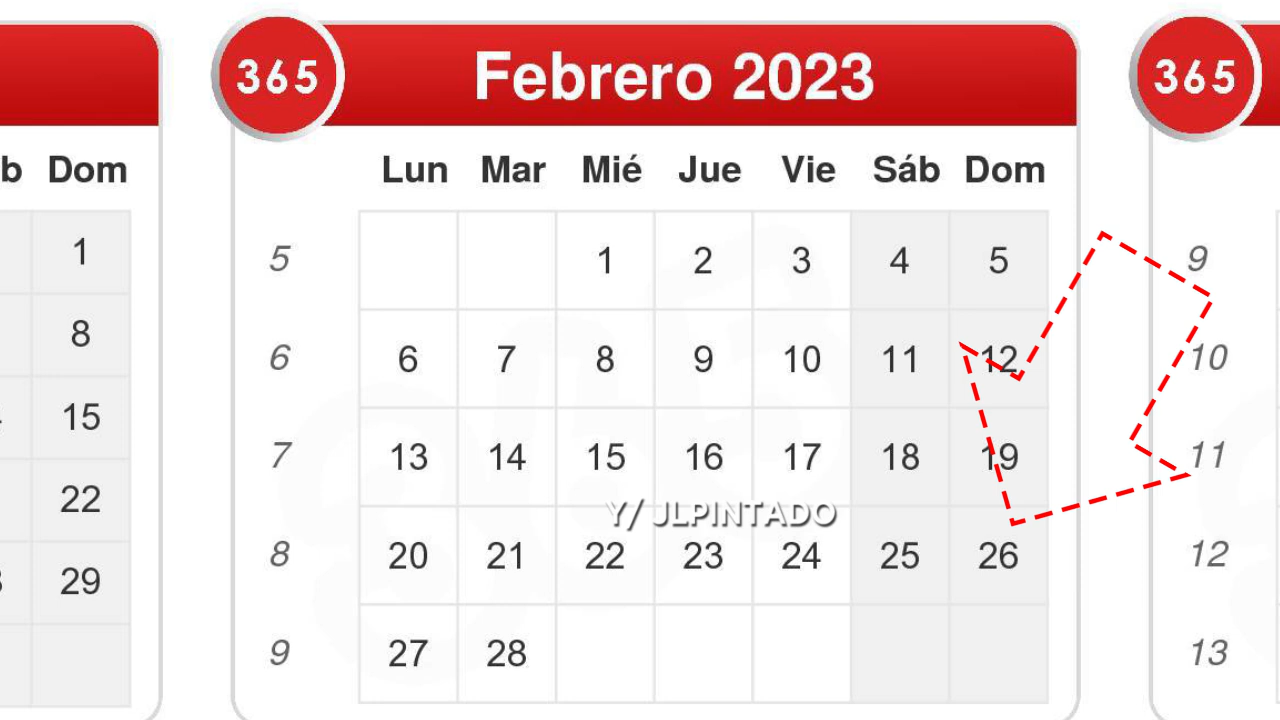 365 Febrero 2023 365
b Dom Lun Mar Mié Jue Vie Sáb Dom
1 5 1 2 3 4 5 9
8 6 6 7 8 9 10 11 12 10
15 7 13 14 15 16 17 18 19 11
Y/ JLPINTADO
22 8 20 21 22 23 24 25 26 12
29 9 27 28 13